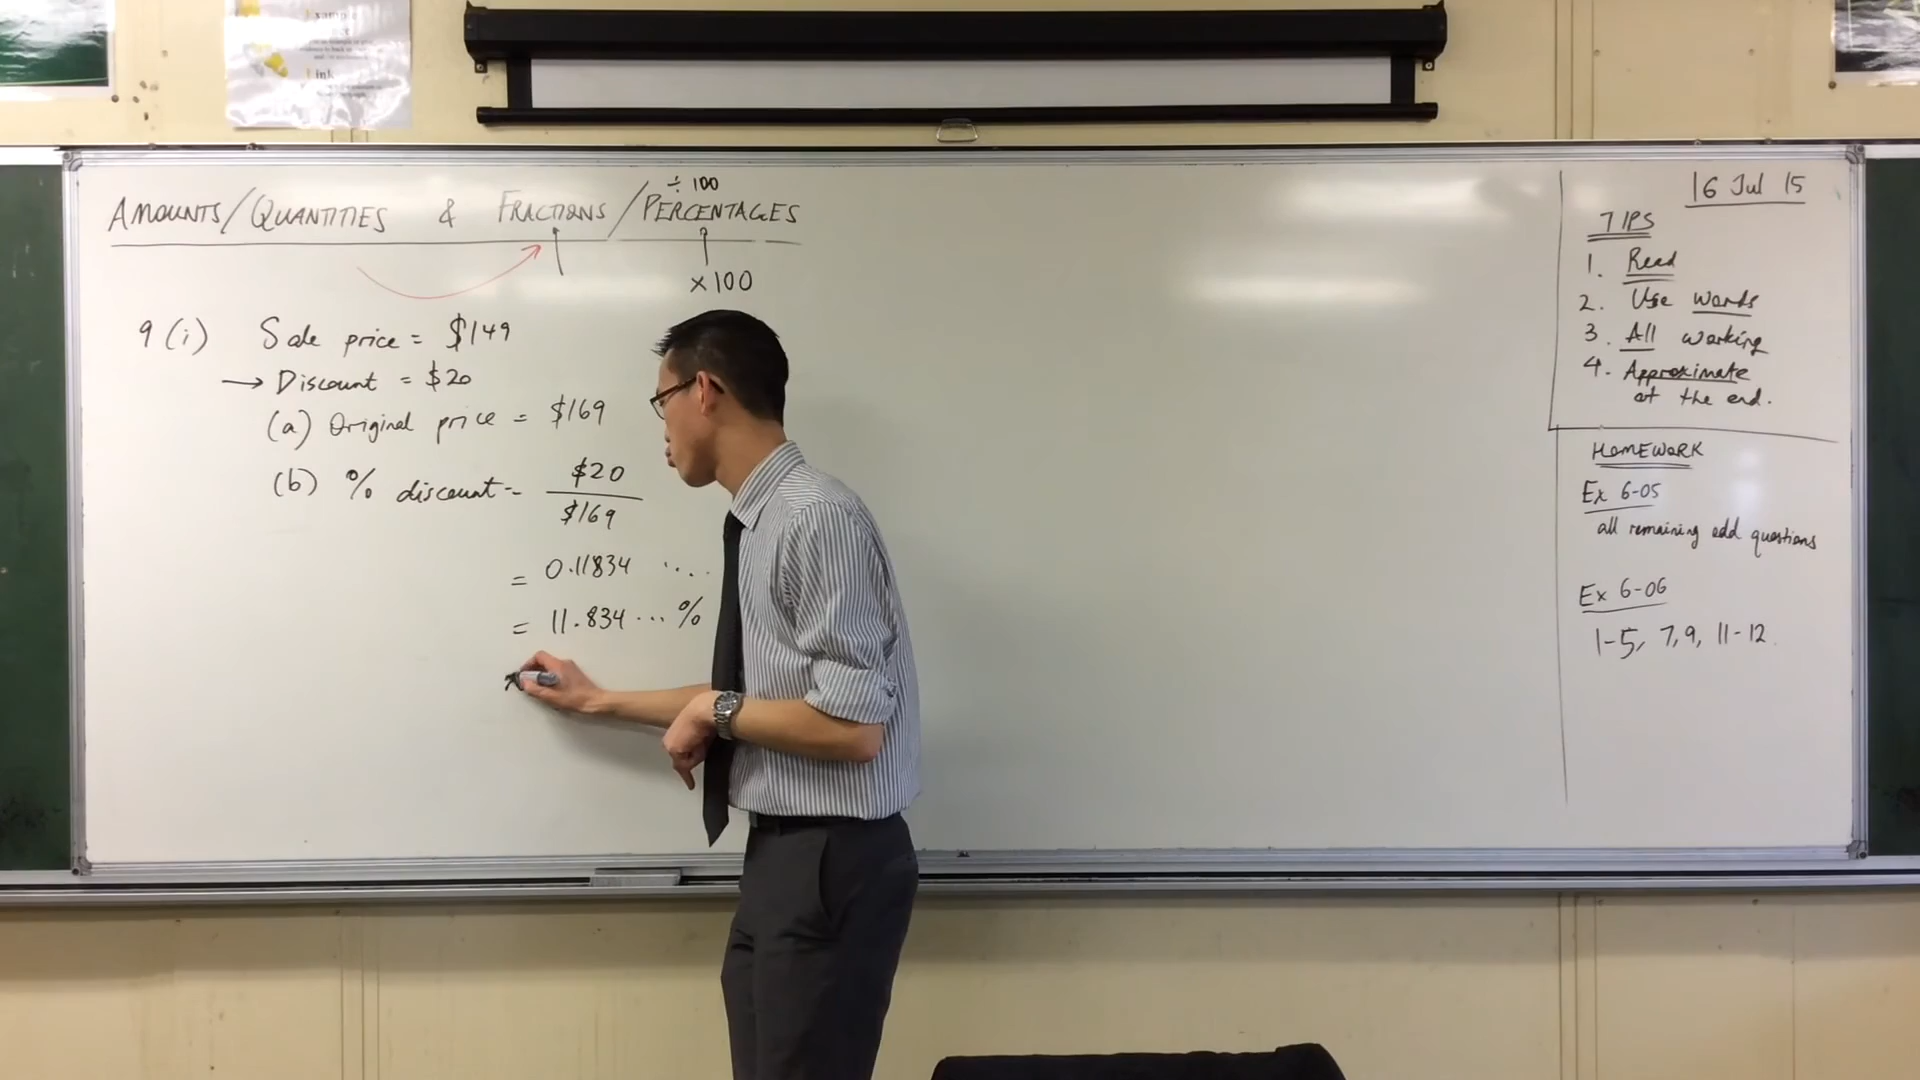 ÷ 100
AMOUNTS/QUANTITIES & FRACTIONS / PERCENTAGES
× 100
9 (i) Sale price = $149
→ Discount = $20
(a) Original price = $169
(b) % discount = $20
$169
= 0.11834 ....
= 11.834 ... %
16 Jul 15
TIPS
1. Read
2. Use words
3. All working
4. Approximate
at the end.
HOMEWORK
Ex 6-05
all remaining odd questions
Ex 6-06
1-5, 7, 9, 11-12.